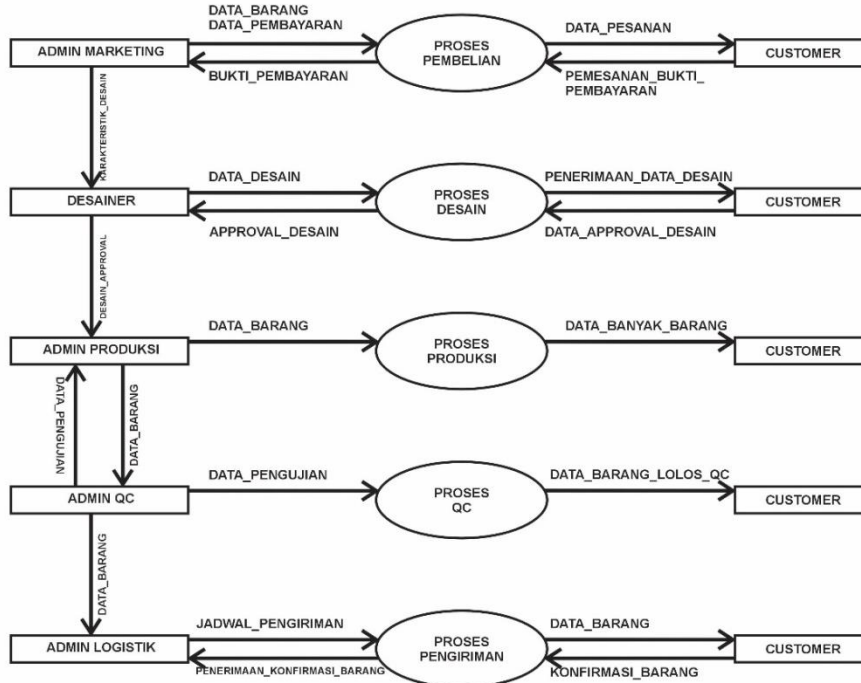 DATA_BARANG
DATA_PEMBAYARAN
ADMIN MARKETING
PROSES
PEMBELIAN
DATA_PESANAN
CUSTOMER
BUKTI_PEMBAYARAN
PEMESANAN_BUKTI_
PEMBAYARAN
KARAKTERISTIK_DESAIN
DATA_DESAIN
DESAINER
PROSES
DESAIN
PENERIMAAN_DATA_DESAIN
CUSTOMER
APPROVAL_DESAIN
DATA_APPROVAL_DESAIN
DESAIN_APPROVAL
DATA_BARANG
ADMIN PRODUKSI
PROSES
PRODUKSI
DATA_BANYAK_BARANG
CUSTOMER
DATA_PENGUJIAN
DATA_BARANG
DATA_PENGUJIAN
ADMIN QC
PROSES
QC
DATA_BARANG_LOLOS_QC
CUSTOMER
DATA_BARANG
JADWAL_PENGIRIMAN
ADMIN LOGISTIK
PROSES
PENGIRIMAN
DATA_BARANG
CUSTOMER
PENERIMAAN_KONFIRMASI_BARANG
KONFIRMASI_BARANG